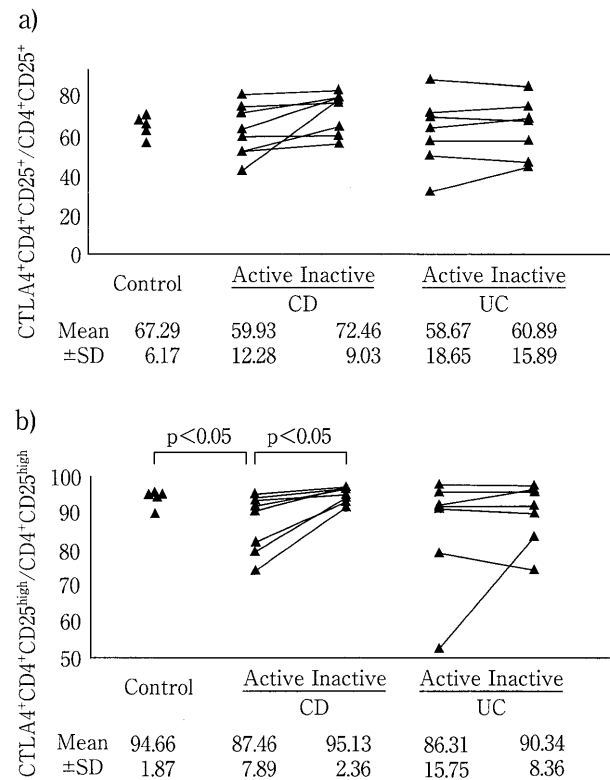 a)
CTLA4⁺CD4⁺CD25⁺/CD4⁺CD25⁺
80
60
40
20
0
Control
Active Inactive
CD
Active Inactive
UC
Mean 67.29 59.93 72.46 58.67 60.89
±SD 6.17 12.28 9.03 18.65 15.89
b)
CTLA4⁺CD4⁺CD25ʰⁱᵍʰ/CD4⁺CD25ʰⁱᵍʰ
p<0.05 p<0.05
100
90
80
70
60
50
Control
Active Inactive
CD
Active Inactive
UC
Mean 94.66 87.46 95.13 86.31 90.34
±SD 1.87 7.89 2.36 15.75 8.36